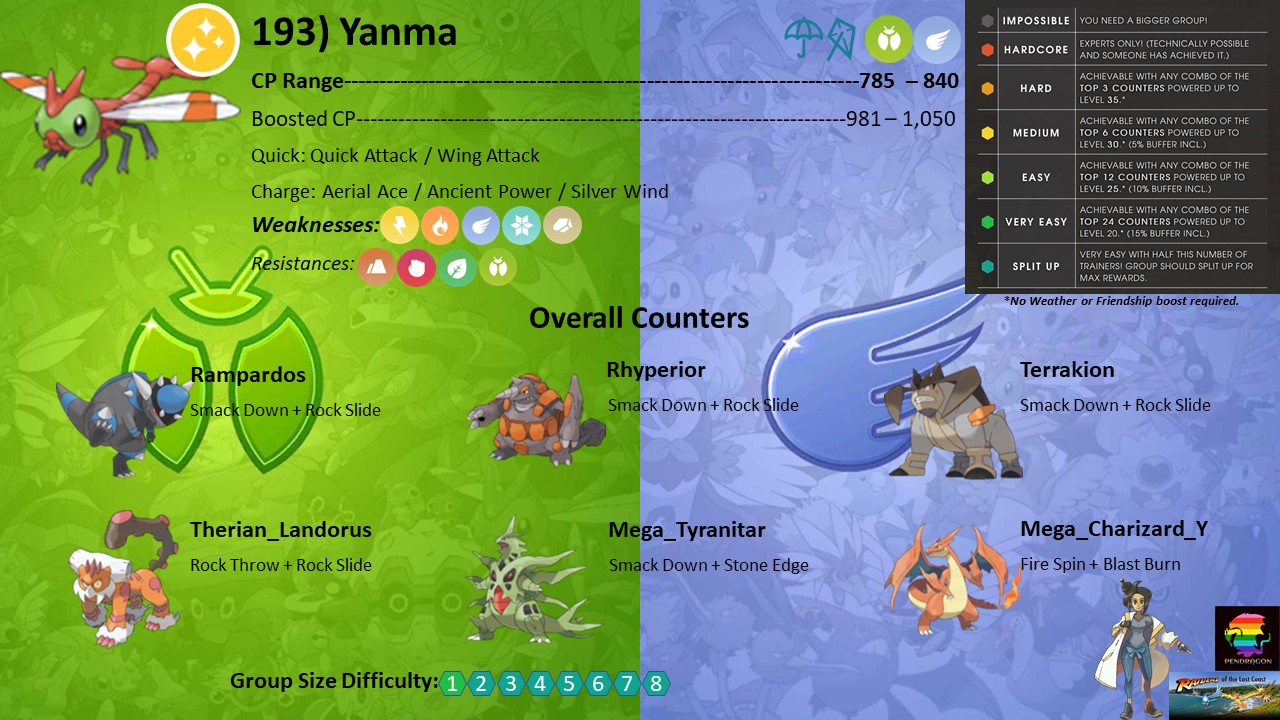 193) Yanma
CP Range---785 – 840
Boosted CP---981 – 1,050
Quick: Quick Attack / Wing Attack
Charge: Aerial Ace / Ancient Power / Silver Wind
Weaknesses:
Resistances:
IMPOSSIBLE YOU NEED A BIGGER GROUP!
HARDCORE EXPERTS ONLY! (TECHNICALLY POSSIBLE
AND SOMEONE HAS ACHIEVED IT.)
HARD ACHIEVABLE WITH ANY COMBO OF THE
TOP 3 COUNTERS POWERED UP TO
LEVEL 35.*
MEDIUM ACHIEVABLE WITH ANY COMBO OF THE
TOP 6 COUNTERS POWERED UP TO
LEVEL 30.* (5% BUFFER INCL.)
EASY ACHIEVABLE WITH ANY COMBO OF THE
TOP 12 COUNTERS POWERED UP TO
LEVEL 25.* (10% BUFFER INCL.)
VERY EASY ACHIEVABLE WITH ANY COMBO OF THE
TOP 24 COUNTERS POWERED UP TO
LEVEL 20.* (15% BUFFER INCL.)
SPLIT UP VERY EASY WITH HALF THIS NUMBER OF
TRAINERS! GROUP SHOULD SPLIT UP FOR
MAX REWARDS.
*No Weather or Friendship boost required.
Overall Counters
Rampardos
Smack Down + Rock Slide
Rhyperior
Smack Down + Rock Slide
Terrakion
Smack Down + Rock Slide
Therian_Landorus
Rock Throw + Rock Slide
Mega_Tyranitar
Smack Down + Stone Edge
Mega_Charizard_Y
Fire Spin + Blast Burn
Group Size Difficulty: 1 2 3 4 5 6 7 8
PENDRAGON
RAIDERS of the Lost Coast